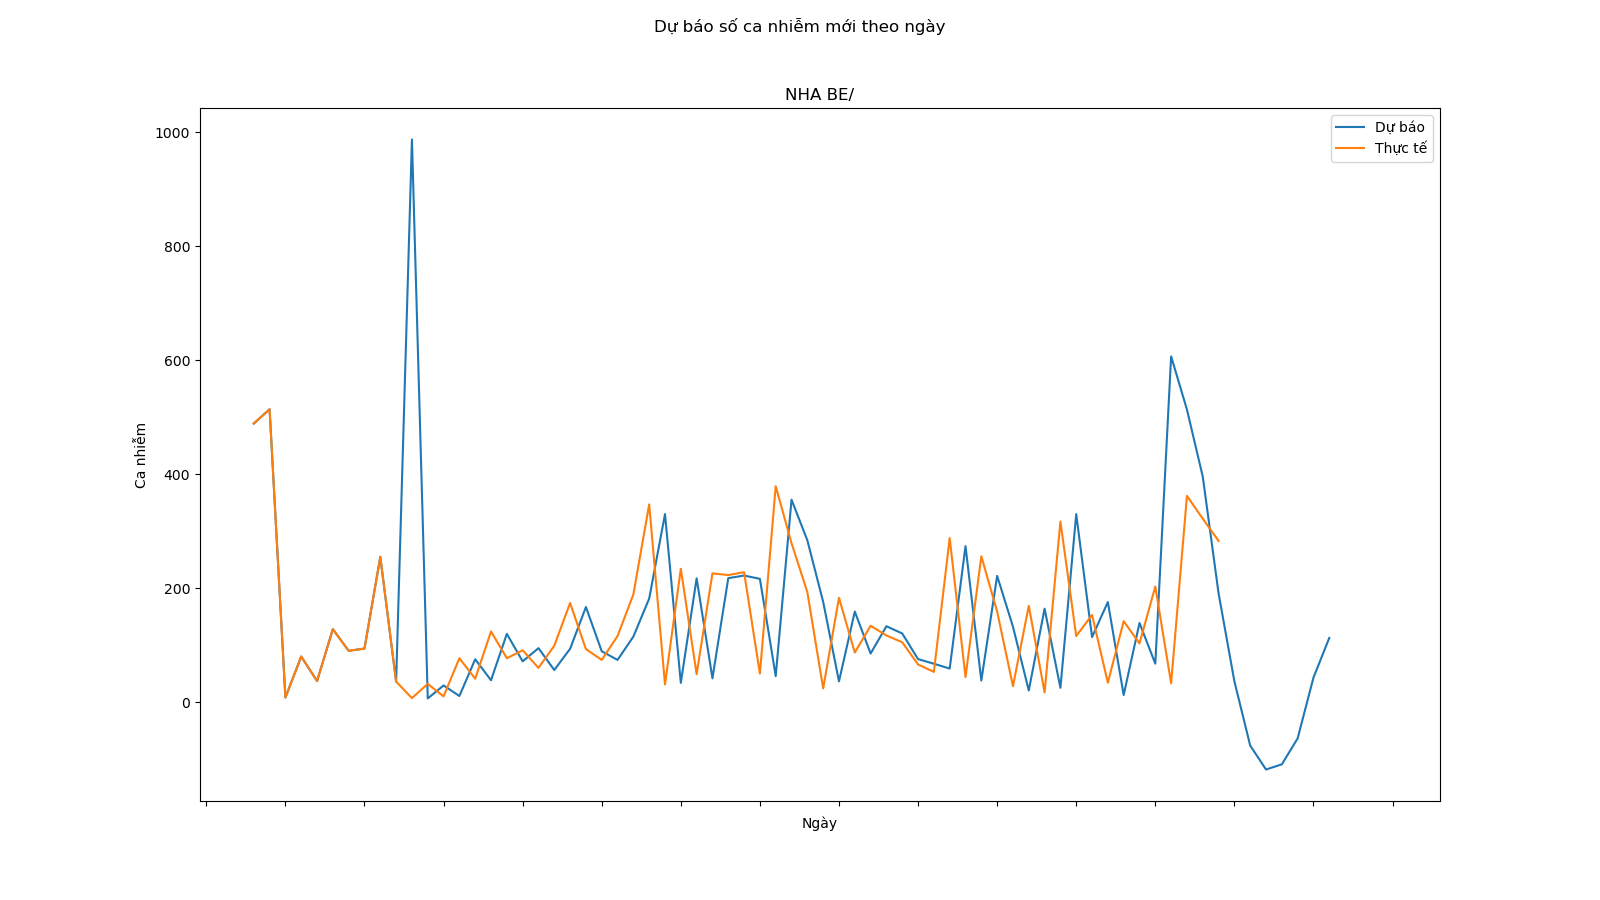 Dự báo số ca nhiễm mới theo ngày
NHA BE/
1000
800
600
400
200
0
Ca nhiễm
Dự báo
Thực tế
Ngày